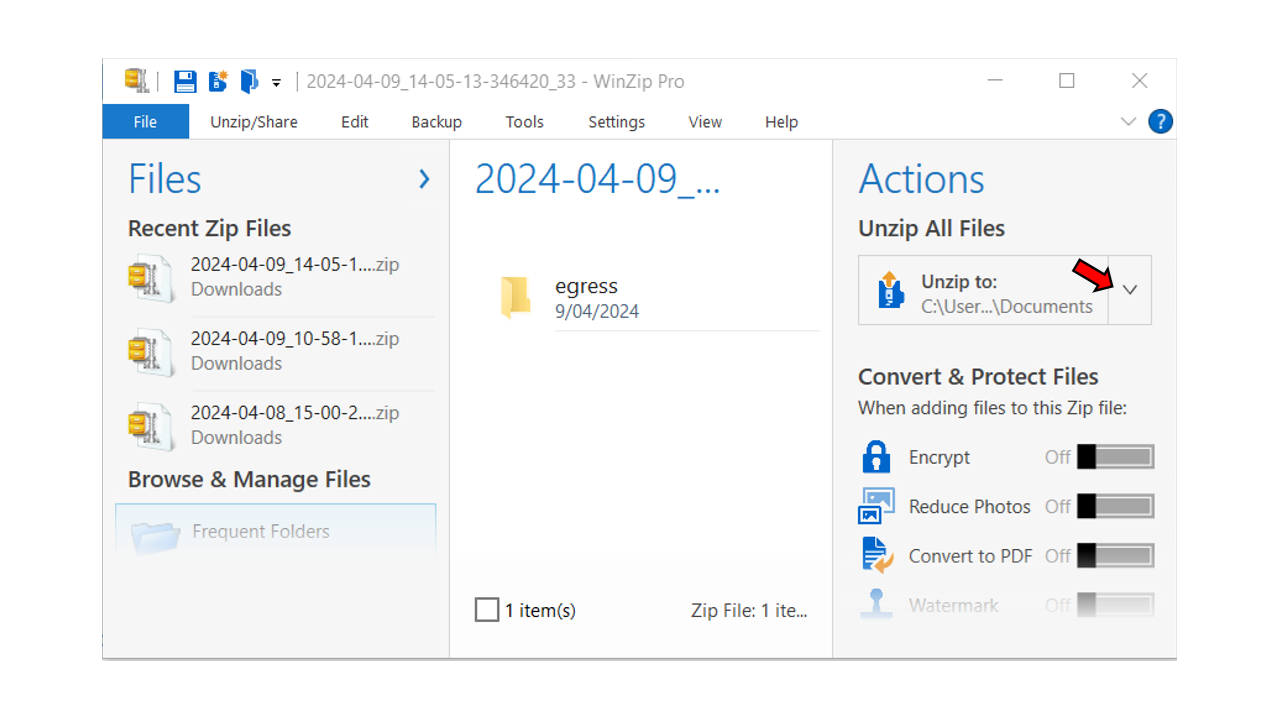 2024-04-09_14-05-13-346420_33 - WinZip Pro
File Unzip/Share Edit Backup Tools Settings View Help ?
Files
Recent Zip Files
2024-04-09_14-05-1....zip
Downloads
2024-04-09_10-58-1....zip
Downloads
2024-04-08_15-00-2....zip
Downloads
Browse & Manage Files
Frequent Folders
2024-04-09_...
egress
9/04/2024
1 item(s)
Zip File: 1 ite...
Actions
Unzip All Files
Unzip to:
C:\User...\Documents
Convert & Protect Files
When adding files to this Zip file:
Encrypt Off
Reduce Photos Off
Convert to PDF Off
Watermark Off